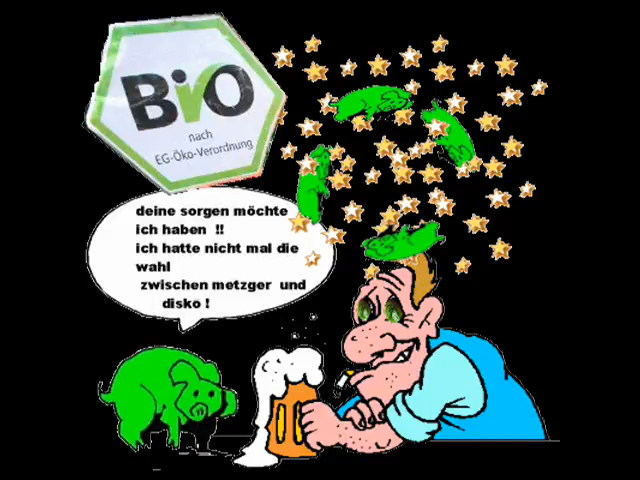 BiO
nach
EG-Öko-Verordnung
deine sorgen möchte
ich haben !!
ich hatte nicht mal die
wahl
zwischen metzger und
disko !